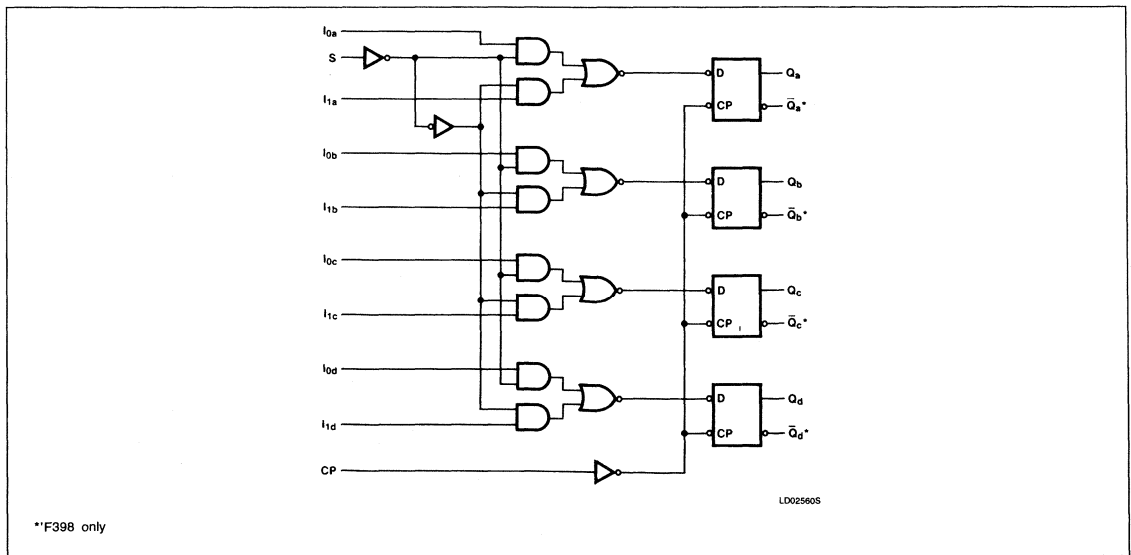 I0a
S
I1a
I0b
I1b
I0c
I1c
I0d
I1d
CP
D
CP
Qa
Q̅a*
D
CP
Qb
Q̅b*
D
CP
Qc
Q̅c*
D
CP
Qd
Q̅d*
LD02560S
*'F398 only